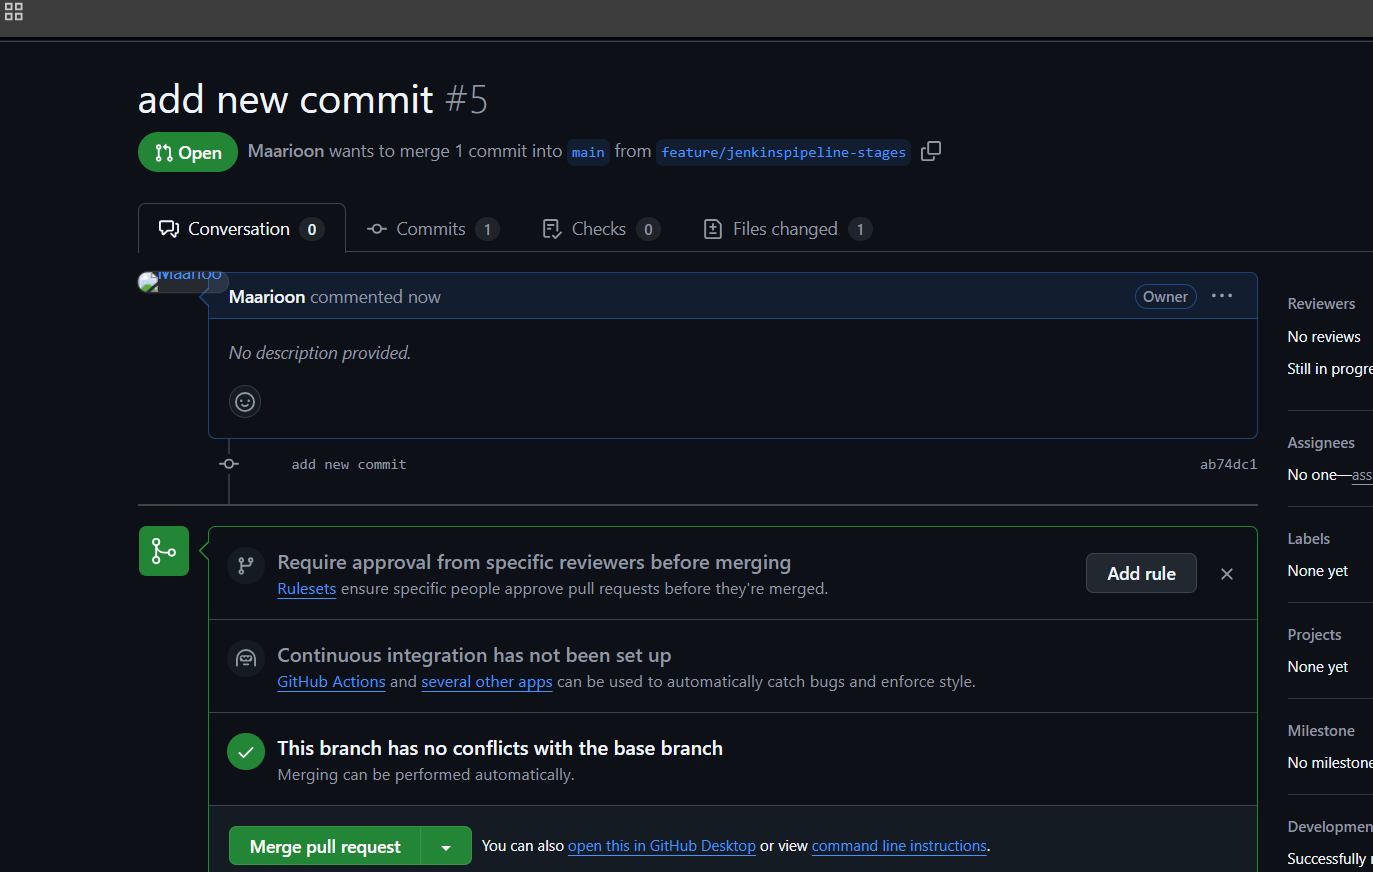 add new commit #5
Open Maarioon wants to merge 1 commit into main from feature/jenkinspipeline-stages
Conversation 0 Commits 1 Checks 0 Files changed 1
Maarioon commented now Owner
No description provided.
add new commit ab74dc1
Require approval from specific reviewers before merging
Rulesets ensure specific people approve pull requests before they're merged.
Add rule
Continuous integration has not been set up
GitHub Actions and several other apps can be used to automatically catch bugs and enforce style.
This branch has no conflicts with the base branch
Merging can be performed automatically.
Merge pull request You can also open this in GitHub Desktop or view command line instructions.
Reviewers
No reviews
Still in progre
Assignees
No one—ass
Labels
None yet
Projects
None yet
Milestone
No milestone
Developmen
Successfully